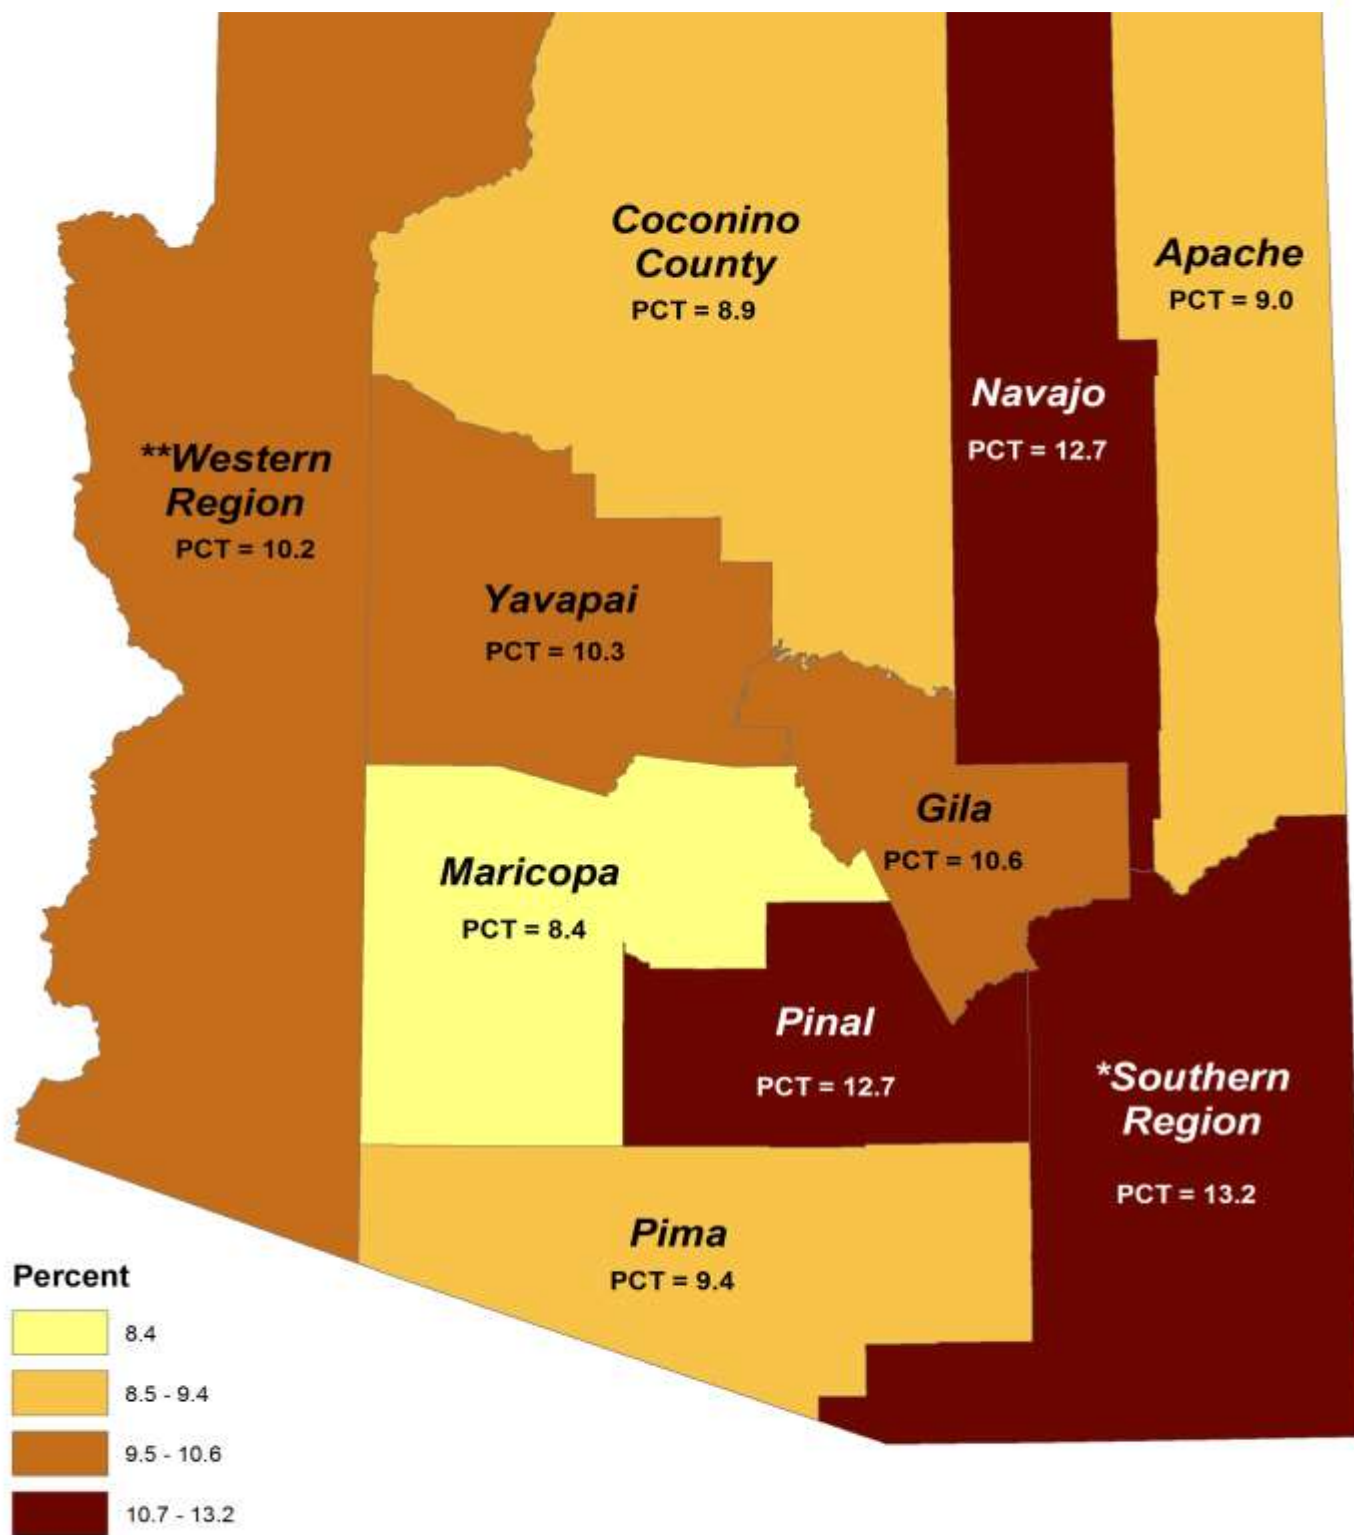 Coconino
County
PCT = 8.9
Apache
PCT = 9.0
Navajo
PCT = 12.7
**Western
Region
PCT = 10.2
Yavapai
PCT = 10.3
Gila
PCT = 10.6
Maricopa
PCT = 8.4
Pinal
PCT = 12.7
*Southern
Region
PCT = 13.2
Pima
PCT = 9.4
Percent
8.4
8.5 - 9.4
9.5 - 10.6
10.7 - 13.2